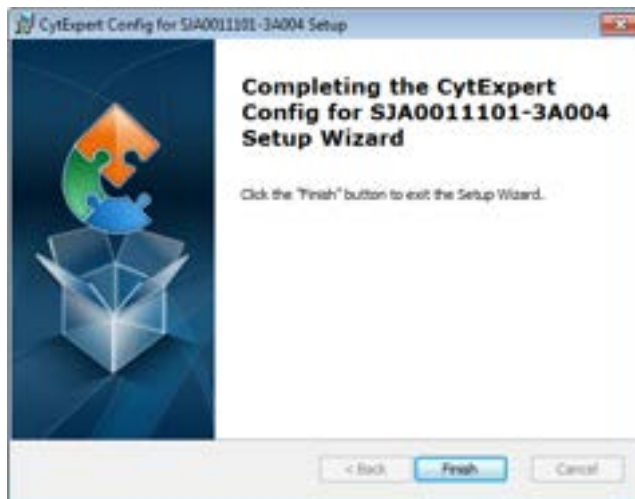 CytExpert Config for SJA0011101-3A004 Setup
Completing the CytExpert
Config for SJA0011101-3A004
Setup Wizard
Click the "Finish" button to exit the Setup Wizard.
< Back
Finish
Cancel